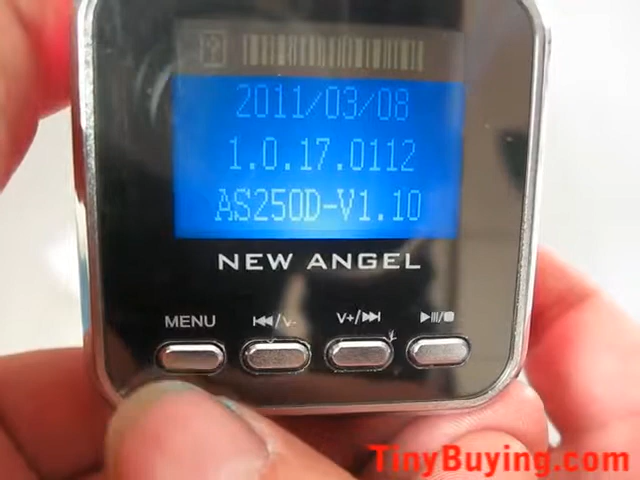 2011/03/08
1.0.17.0112
AS250D-V1.10
NEW ANGEL
MENU
/V-
V+/
TinyBuying.com